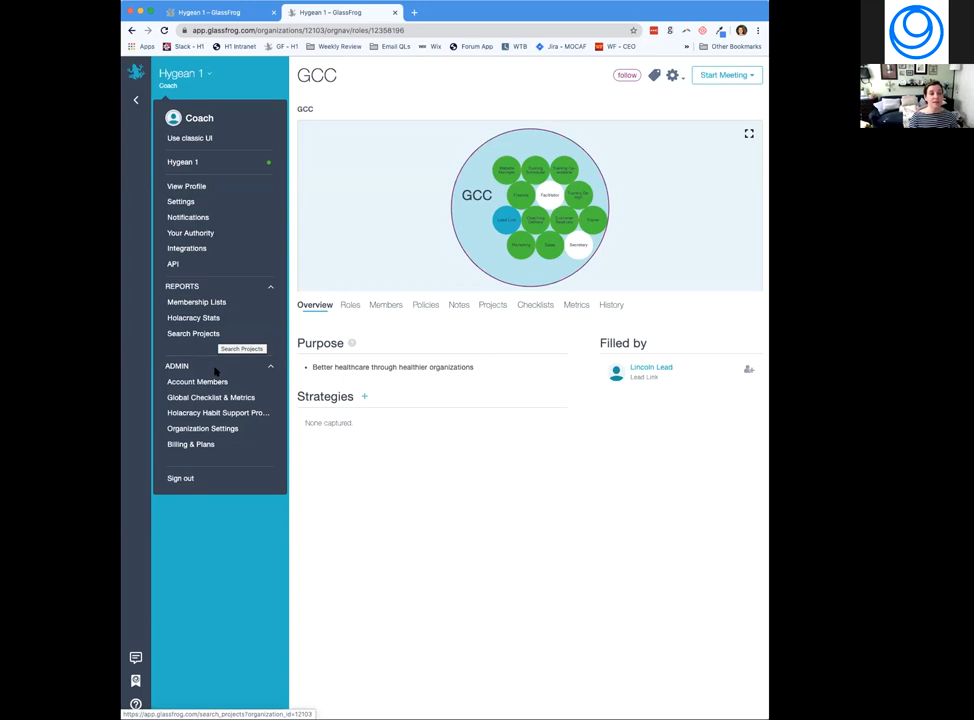 Hygean 1 – GlassFrog
Hygean 1 – GlassFrog
app.glassfrog.com/organizations/12103/orgnav/roles/12358196
Apps
Slack – H1
H1 Intranet
GF – H1
Weekly Review
Email QLs
Wix
Forum App
WTB
Jira – MOCAF
WF – CEO
»
Other Bookmarks
Hygean 1
Coach
Coach
Use classic UI
Hygean 1
View Profile
Settings
Notifications
Your Authority
Integrations
API
REPORTS
Membership Lists
Holacracy Stats
Search Projects
Search Projects
ADMIN
Account Members
Global Checklist & Metrics
Holacracy Habit Support Pro...
Organization Settings
Billing & Plans
Sign out
GCC
follow
Start Meeting
GCC
GCC
Facilitator
Lead Link
Secretary
Overview
Roles
Members
Policies
Notes
Projects
Checklists
Metrics
History
Purpose
• Better healthcare through healthier organizations
Strategies +
None captured.
Filled by
Lincoln Lead
Lead Link
https://app.glassfrog.com/search_projects?organization_id=12103